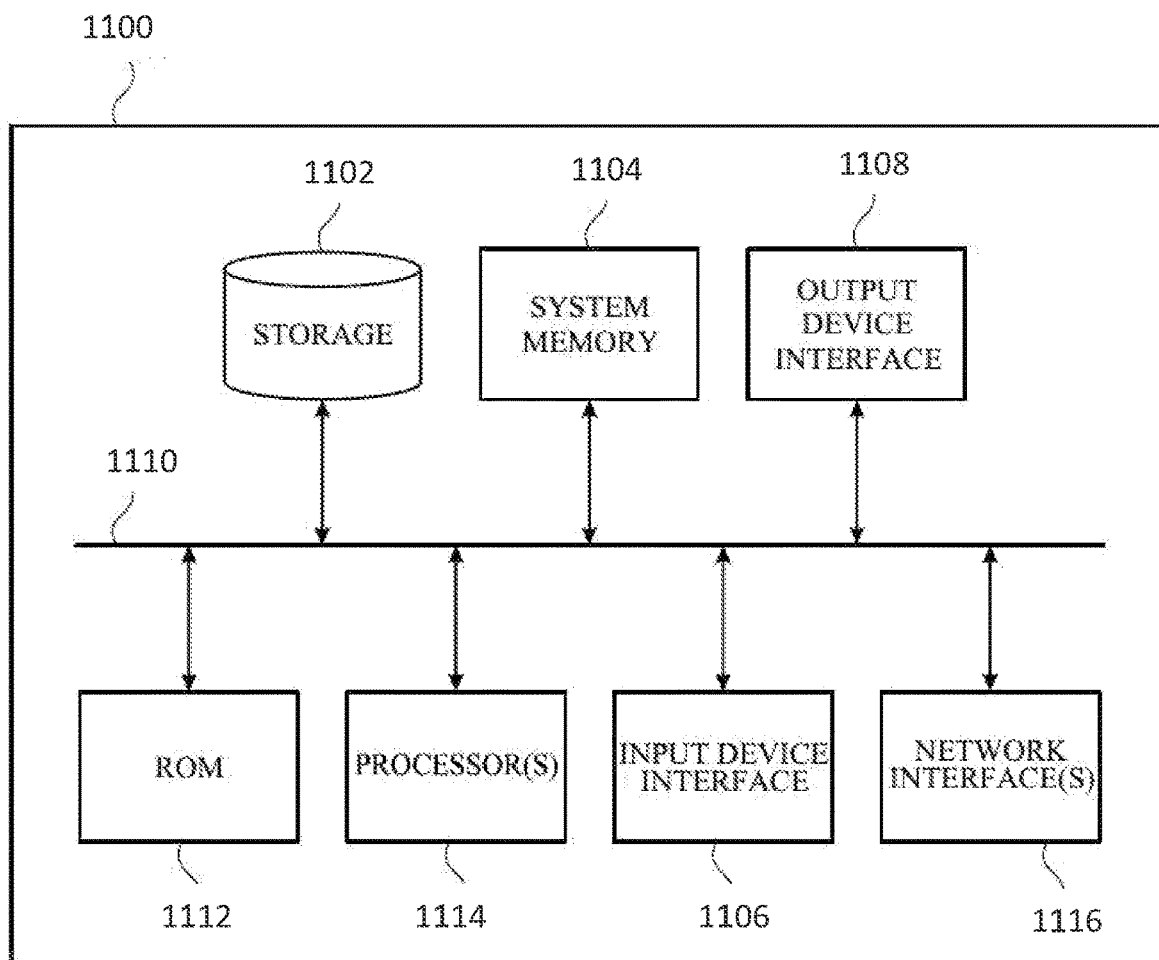 1100
1102
1104
1108
STORAGE
SYSTEM
MEMORY
OUTPUT
DEVICE
INTERFACE
1110
ROM
PROCESSOR(S)
INPUT DEVICE
INTERFACE
NETWORK
INTERFACE(S)
1112
1114
1106
1116